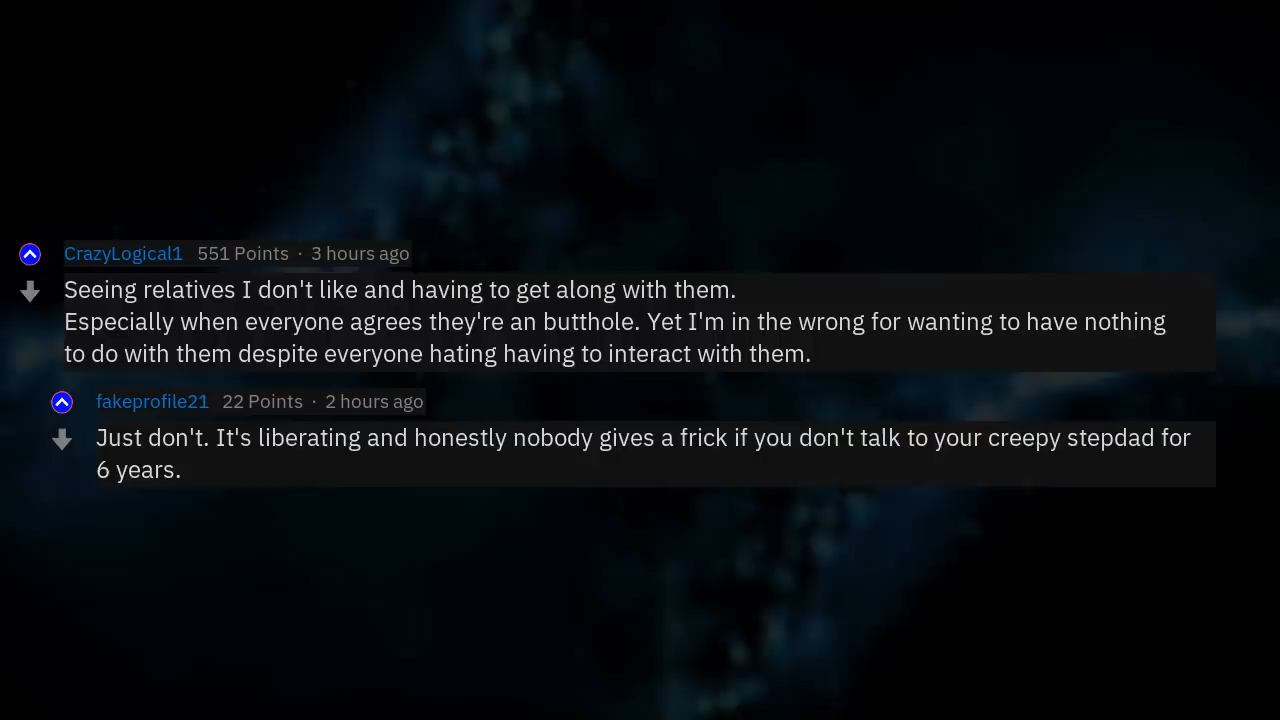 CrazyLogical1 551 Points · 3 hours ago
Seeing relatives I don't like and having to get along with them.
Especially when everyone agrees they're an butthole. Yet I'm in the wrong for wanting to have nothing
to do with them despite everyone hating having to interact with them.
fakeprofile21 22 Points · 2 hours ago
Just don't. It's liberating and honestly nobody gives a frick if you don't talk to your creepy stepdad for
6 years.